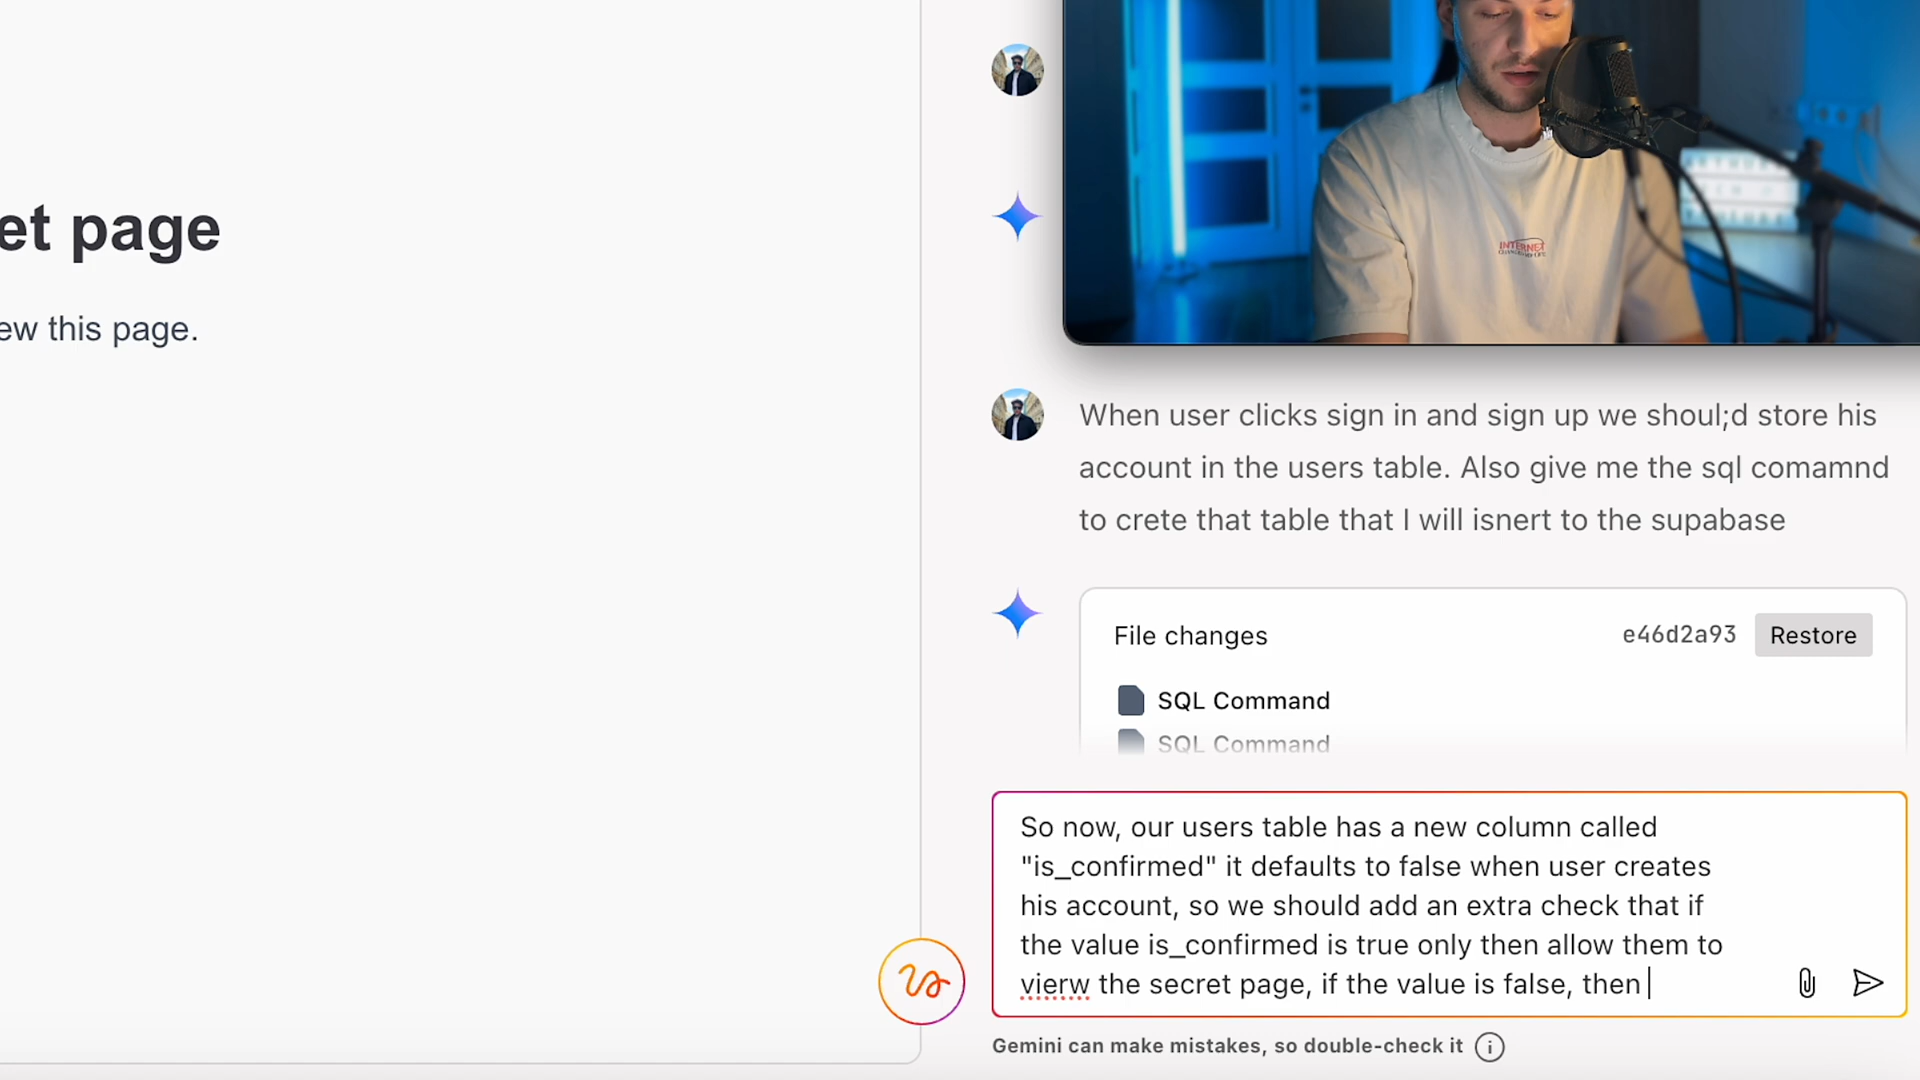 et page
ew this page.
INTERNET
When user clicks sign in and sign up we shoul;d store his
account in the users table. Also give me the sql comamnd
to crete that table that I will isnert to the supabase
File changes
e46d2a93
Restore
SQL Command
SQL Command
So now, our users table has a new column called
"is_confirmed" it defaults to false when user creates
his account, so we should add an extra check that if
the value is_confirmed is true only then allow them to
vierw the secret page, if the value is false, then
Gemini can make mistakes, so double-check it